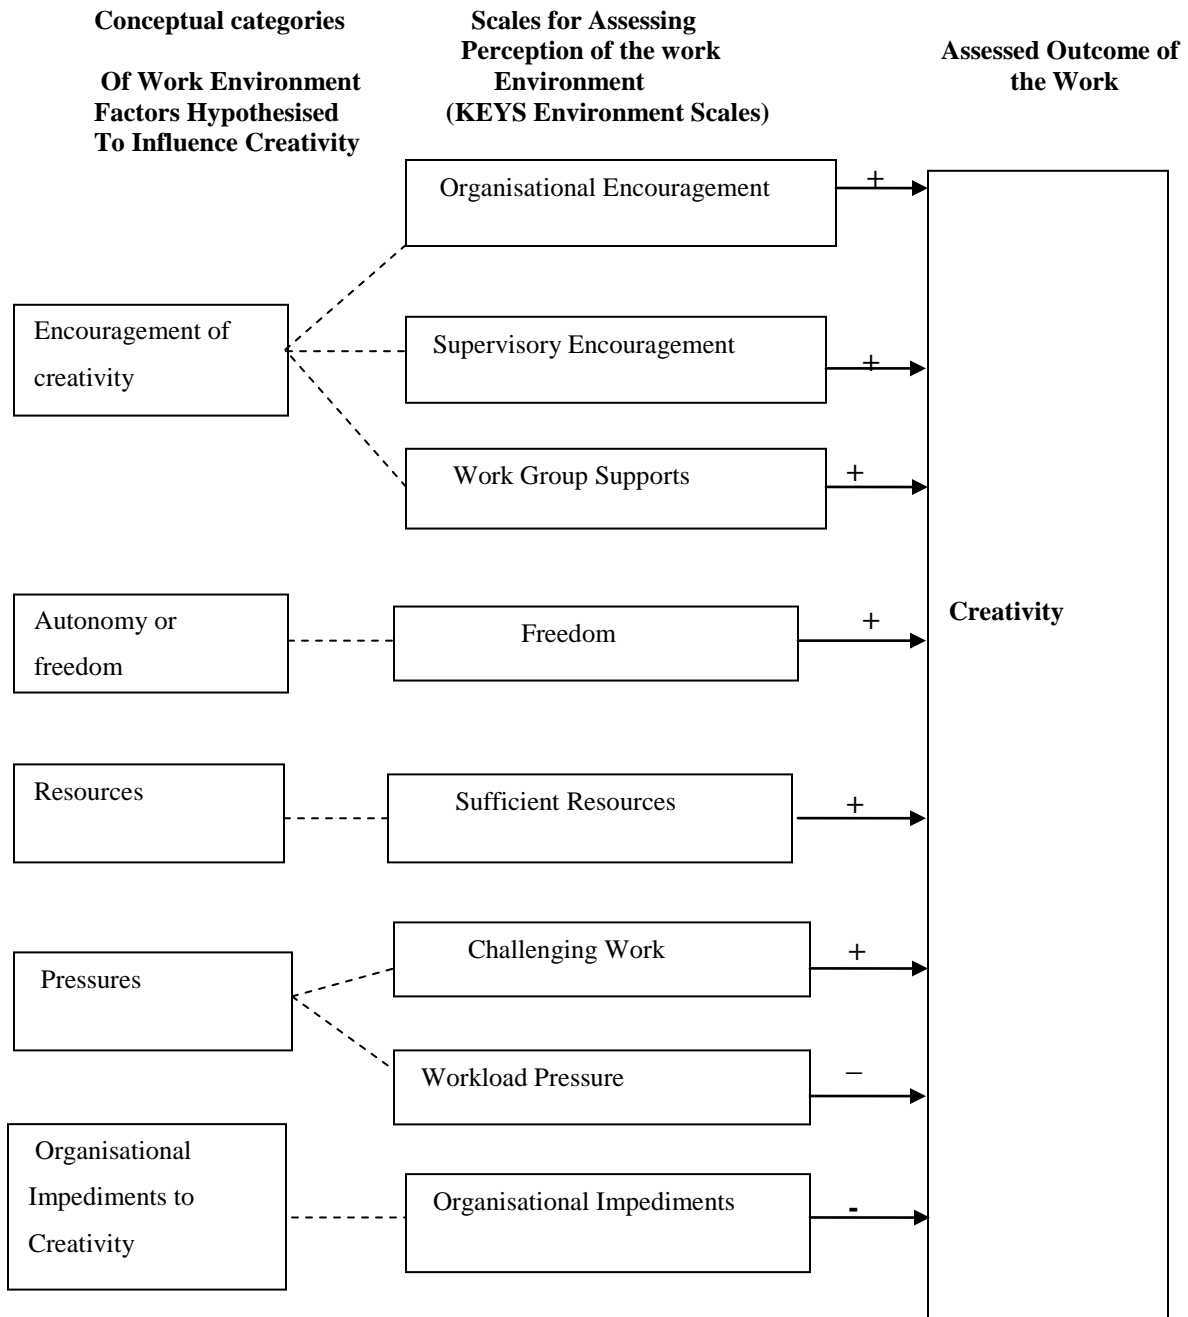 Conceptual categories
Of Work Environment
Factors Hypothesised
To Influence Creativity
Scales for Assessing
Perception of the work
Environment
(KEYS Environment Scales)
Assessed Outcome of
the Work
Organisational Encouragement
+
Encouragement of
creativity
Supervisory Encouragement
+
Work Group Supports
+
Autonomy or
freedom
Freedom
+
Creativity
Resources
Sufficient Resources
+
Pressures
Challenging Work
+
Workload Pressure
–
Organisational
Impediments to
Creativity
Organisational Impediments
-